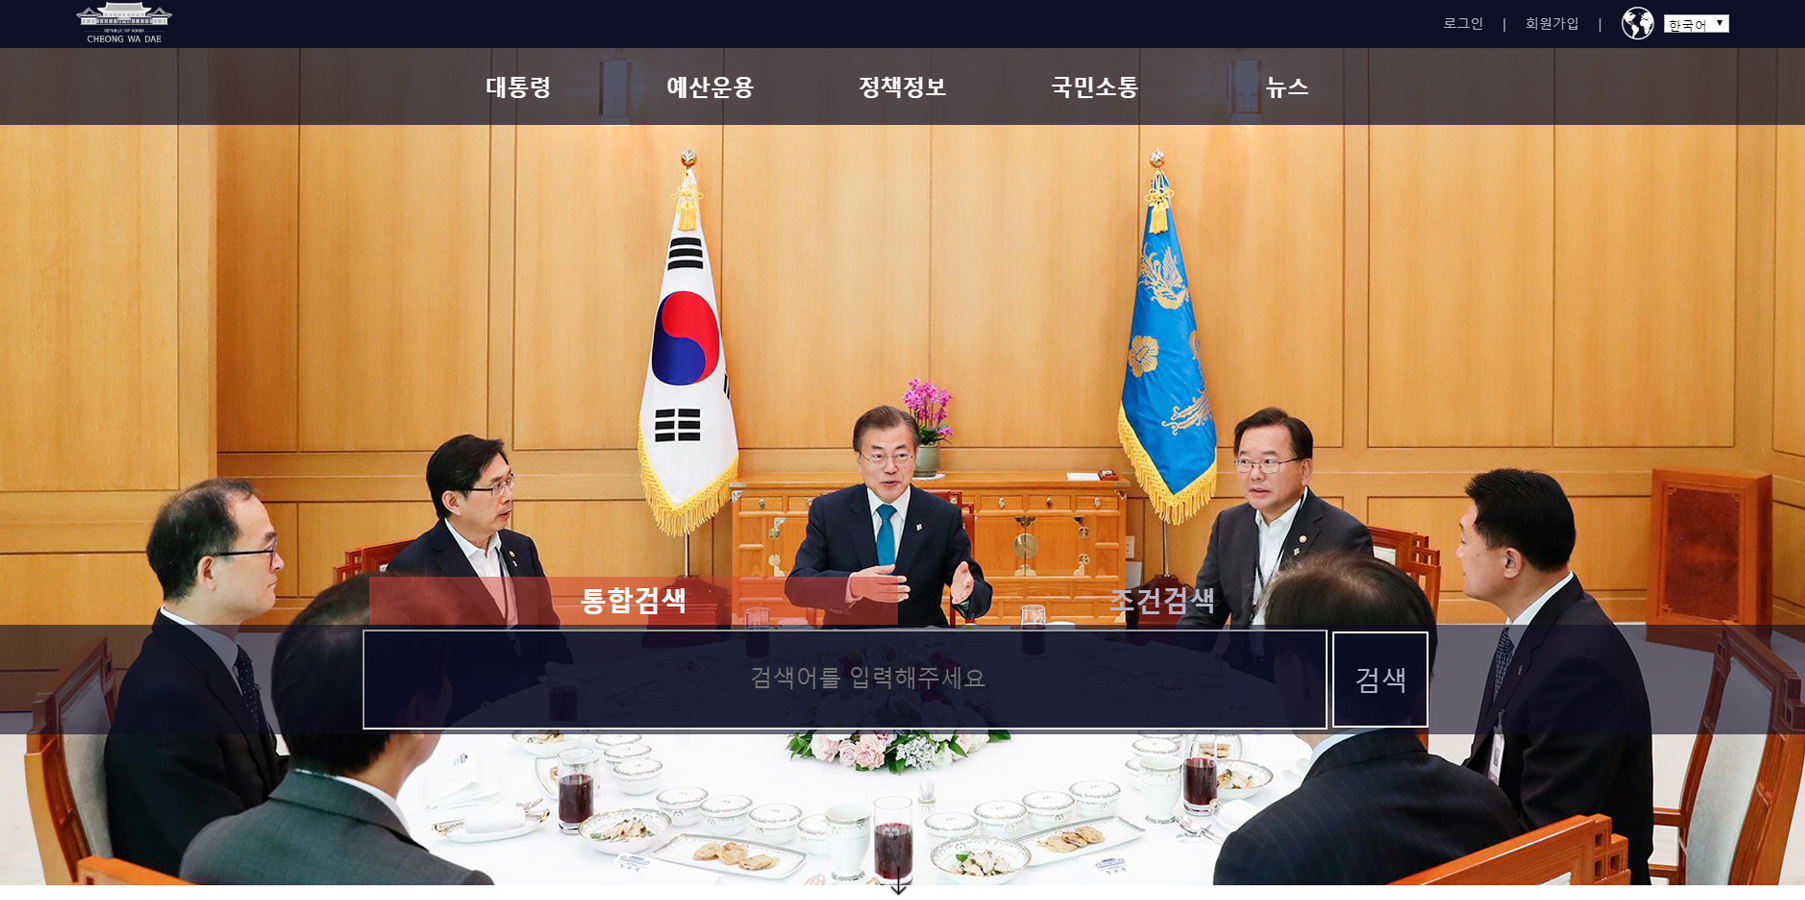 REPUBLIC OF KOREA
CHEONG WA DAE
로그인 | 회원가입 | 한국어
대통령 예산운용 정책정보 국민소통 뉴스
통합검색 조건검색
검색어를 입력해주세요 검색